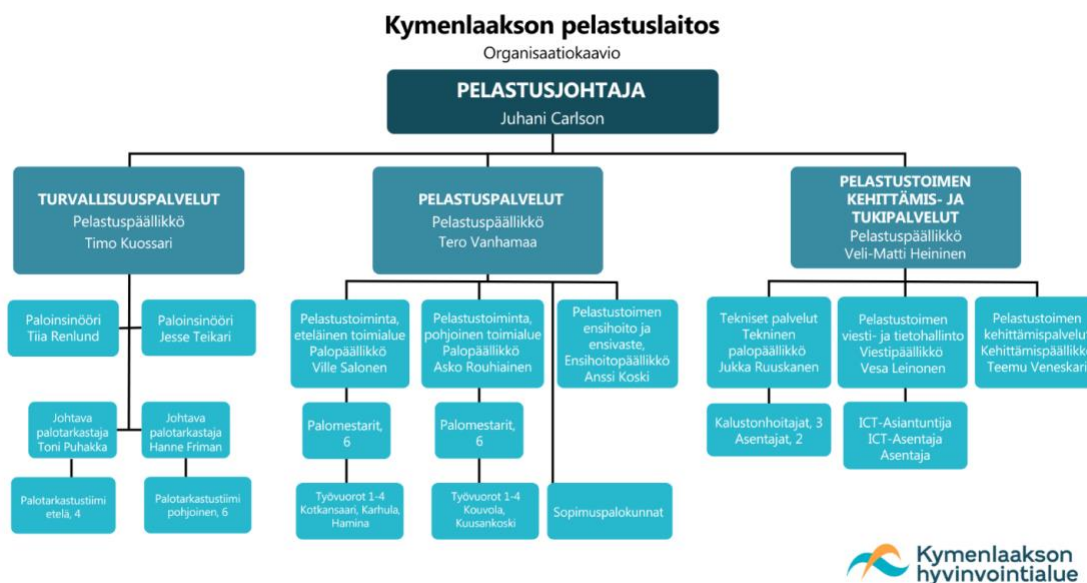 Kymenlaakson pelastuslaitos
Organisaatiokaavio
PELASTUSJOHTAJA
Juhani Carlson
TURVALLISUUSPALVELUT
Pelastuspäällikkö
Timo Kuossari
PELASTUSPALVELUT
Pelastuspäällikkö
Tero Vanhamaa
PELASTUSTOIMEN
KEHITTÄMIS- JA
TUKIPALVELUT
Pelastuspäällikkö
Veli-Matti Heininen
Paloinsinööri
Tiia Renlund
Paloinsinööri
Jesse Teikari
Pelastustoiminta,
eteläinen toimialue
Palopäällikkö
Ville Salonen
Pelastustoiminta,
pohjoinen toimialue
Palopäällikkö
Asko Rouhiainen
Pelastustoimen
ensihoito ja
ensivaste,
Ensihoitopäällikkö
Anssi Koski
Tekniset palvelut
Tekninen
palopäällikkö
Jukka Ruuskanen
Pelastustoimen
viesti- ja tietohallinto
Viestipäällikkö
Vesa Leinonen
Pelastustoimen
kehittämispalvelut
Kehittämispäällikkö
Teemu Veneskari
Johtava
palotarkastaja
Toni Puhakka
Johtava
palotarkastaja
Hanne Friman
Palomestarit,
6
Palomestarit,
6
Kalustonhoitajat, 3
Asentajat, 2
ICT-Asiantuntija
ICT-Asentaja
Asentaja
Palotarkastustiimi
etelä, 4
Palotarkastustiimi
pohjoinen, 6
Työvuorot 1-4
Kotkansaari, Karhula,
Hamina
Työvuorot 1-4
Kouvola,
Kuusankoski
Sopimuspalokunnat
Kymenlaakson
hyvinvointialue